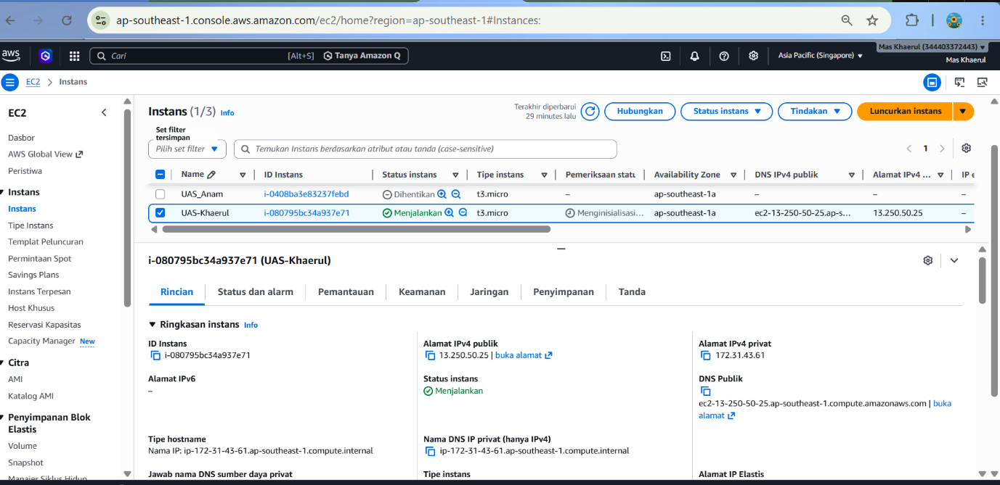 ap-southeast-1.console.aws.amazon.com/ec2/home?region=ap-southeast-1#Instances:
aws
Cari
[Alt+S]
Tanya Amazon Q
Asia Pacific (Singapore)
Mas Khaerul (344403372443)
Mas Khaerul
EC2
Instans
EC2
Dasbor
AWS Global View
Peristiwa
Instans
Instans
Tipe Instans
Templat Peluncuran
Permintaan Spot
Savings Plans
Instans Terpesan
Host Khusus
Reservasi Kapasitas
Capacity Manager New
Citra
AMI
Katalog AMI
Penyimpanan Blok
Elastis
Volume
Snapshot
Manajer Siklus Hidup
Instans (1/3) Info
Terakhir diperbarui
29 minutes lalu
Hubungkan
Status instans
Tindakan
Luncurkan instans
Set filter
tersimpan
Pilih set filter
Temukan Instans berdasarkan atribut atau tanda (case-sensitive)
1
Name ID Instans Status instans Tipe instans Pemeriksaan statu Availability Zone DNS IPv4 publik Alamat IPv4 ... IP e
UAS_Anam i-0408ba3e83237febd Dihentikan t3.micro – ap-southeast-1a – – –
UAS-Khaerul i-080795bc34a937e71 Menjalankan t3.micro Menginisialisasi... ap-southeast-1a ec2-13-250-50-25.ap-s... 13.250.50.25 –
i-080795bc34a937e71 (UAS-Khaerul)
Rincian
Status dan alarm
Pemantauan
Keamanan
Jaringan
Penyimpanan
Tanda
Ringkasan instans Info
ID Instans
i-080795bc34a937e71
Alamat IPv4 publik
13.250.50.25 | buka alamat
Alamat IPv4 privat
172.31.43.61
Alamat IPv6
–
Status instans
Menjalankan
DNS Publik
ec2-13-250-50-25.ap-southeast-1.compute.amazonaws.com | buka
alamat
Tipe hostname
Nama IP: ip-172-31-43-61.ap-southeast-1.compute.internal
Nama DNS IP privat (hanya IPv4)
ip-172-31-43-61.ap-southeast-1.compute.internal
Jawab nama DNS sumber daya privat
Tipe instans
Alamat IP Elastis